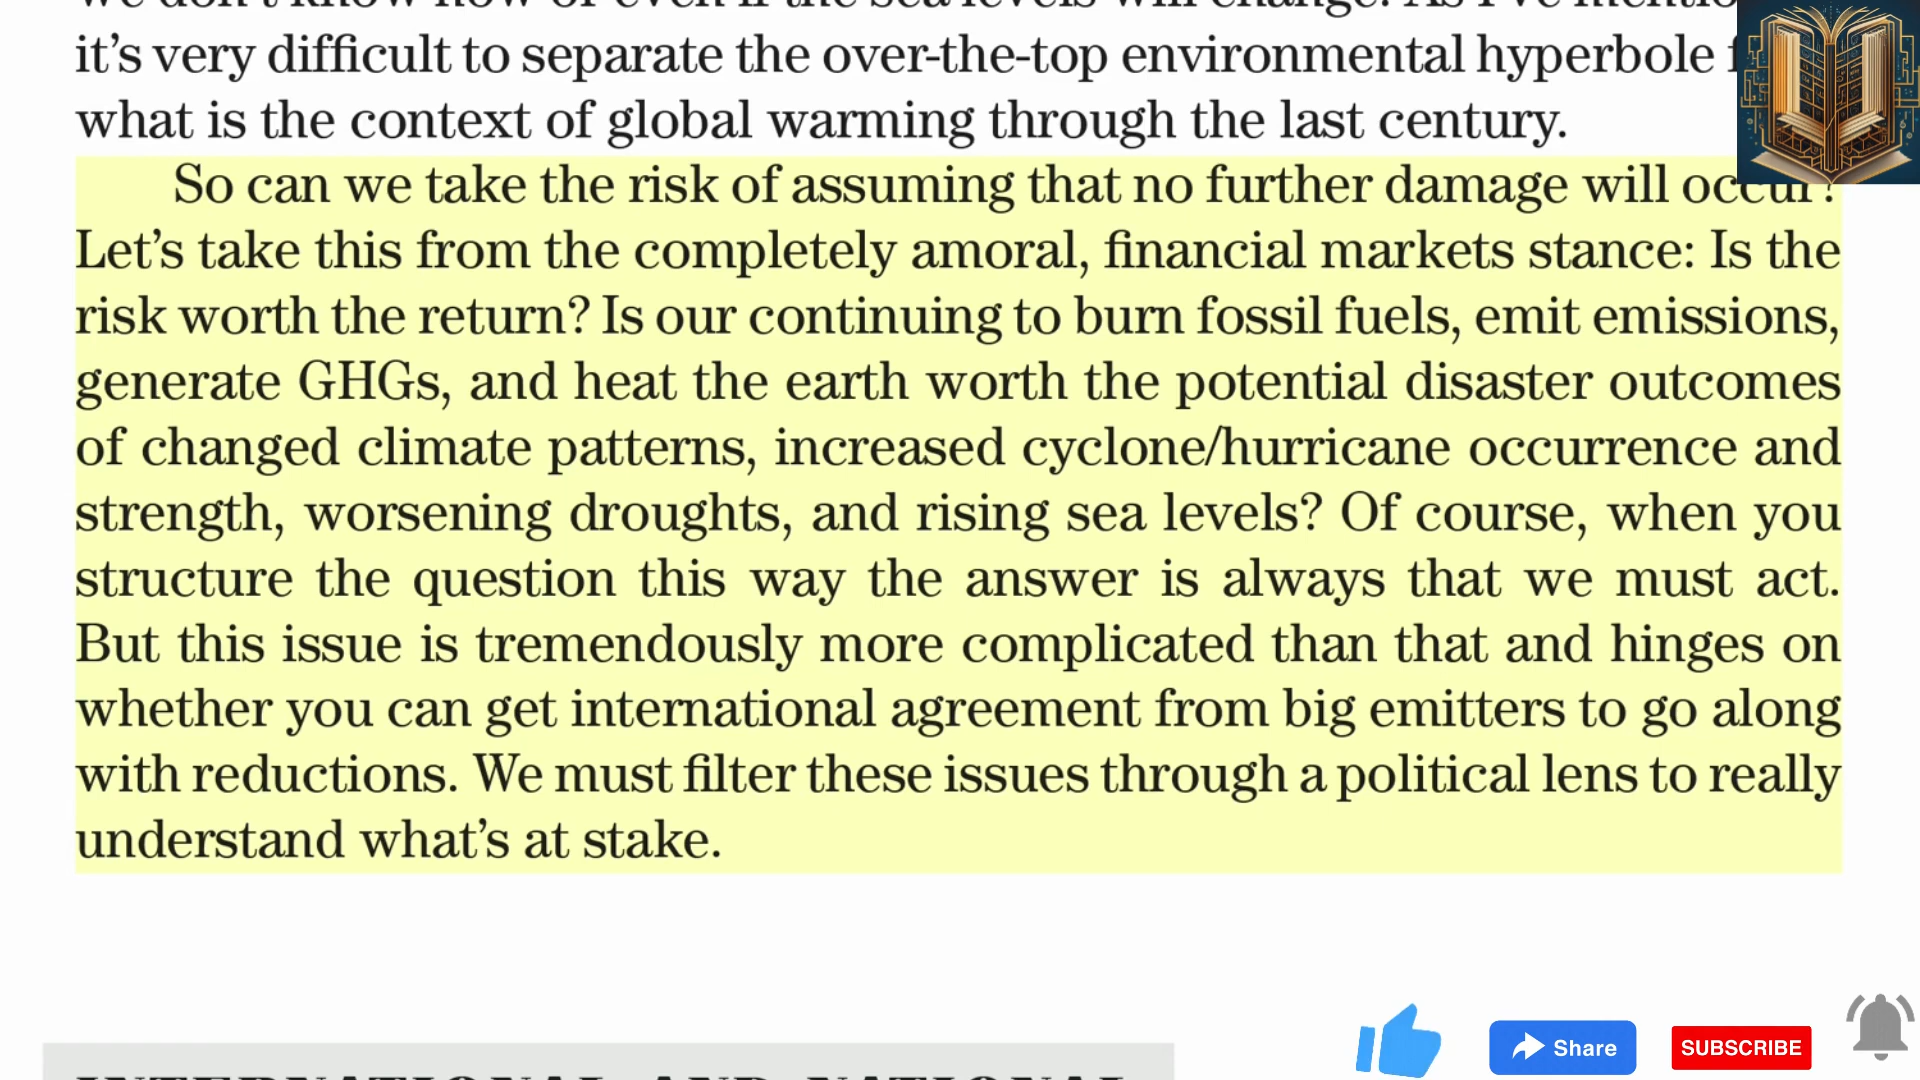 it's very difficult to separate the over-the-top environmental hyperbole
what is the context of global warming through the last century.
So can we take the risk of assuming that no further damage will occur?
Let's take this from the completely amoral, financial markets stance: Is the
risk worth the return? Is our continuing to burn fossil fuels, emit emissions,
generate GHGs, and heat the earth worth the potential disaster outcomes
of changed climate patterns, increased cyclone/hurricane occurrence and
strength, worsening droughts, and rising sea levels? Of course, when you
structure the question this way the answer is always that we must act.
But this issue is tremendously more complicated than that and hinges on
whether you can get international agreement from big emitters to go along
with reductions. We must filter these issues through a political lens to really
understand what's at stake.
Share
SUBSCRIBE